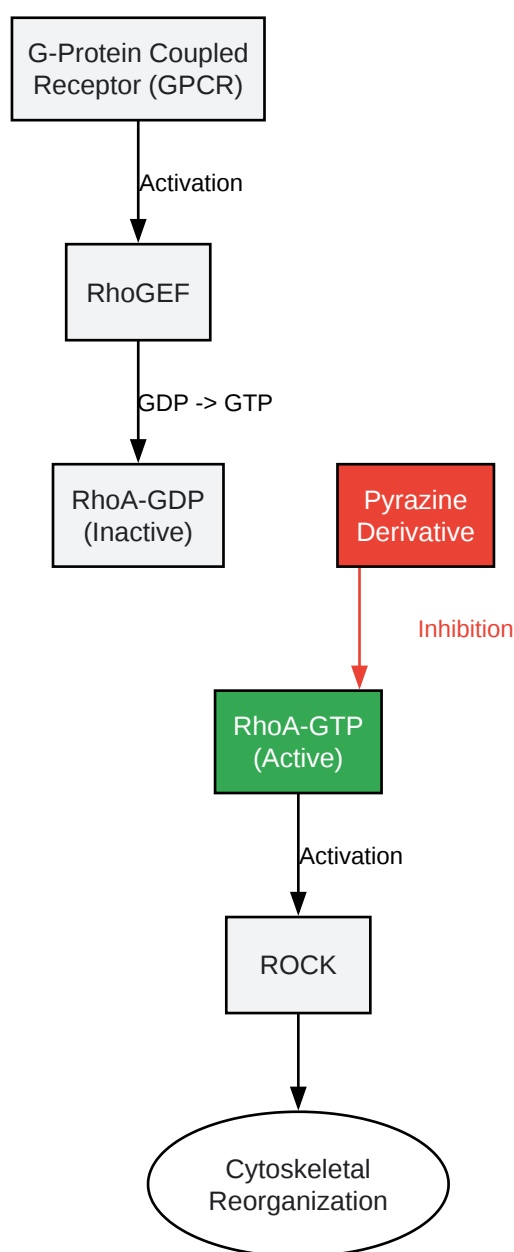 G-Protein Coupled
Receptor (GPCR)
Activation
RhoGEF
GDP -> GTP
RhoA-GDP
(Inactive)
Pyrazine
Derivative
Inhibition
RhoA-GTP
(Active)
Activation
ROCK
Cytoskeletal
Reorganization